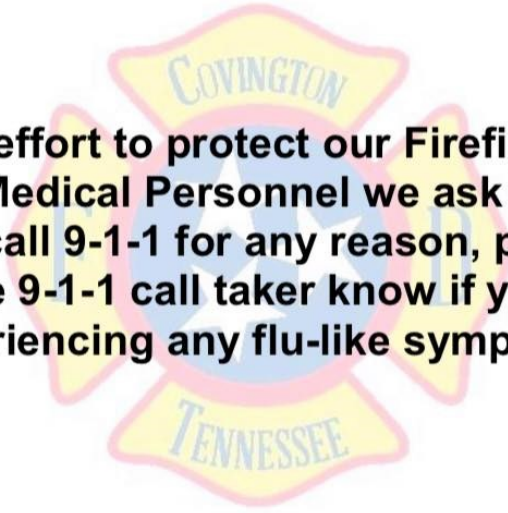 COVINGTON
effort to protect our Firefi
Medical Personnel we ask
call 9-1-1 for any reason, p
9-1-1 call taker know if y
riencing any flu-like symp
F D
TENNESSEE